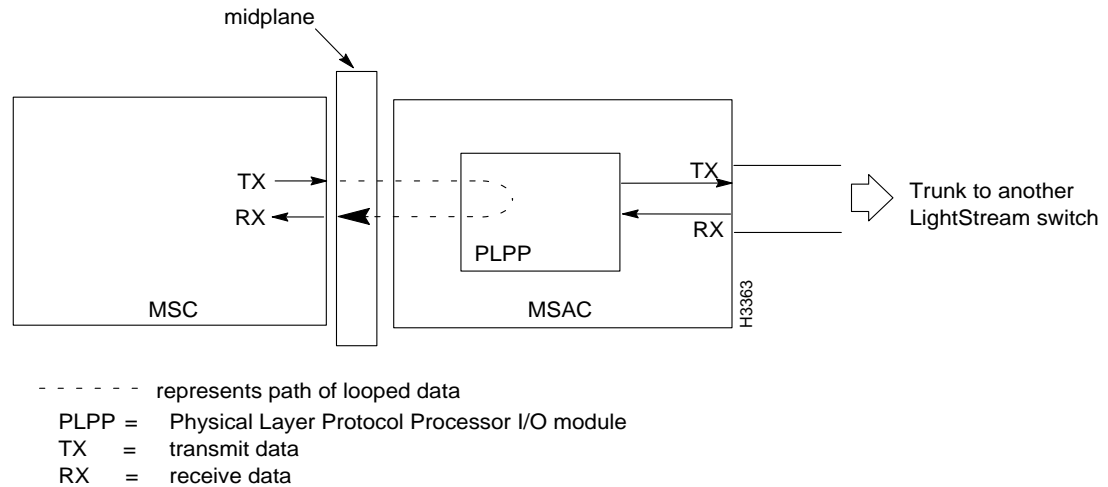 midplane
TX
RX
MSC
PLPP
TX
RX
MSAC
H3363
Trunk to another
LightStream switch
- - - - - - represents path of looped data
PLPP = Physical Layer Protocol Processor I/O module
TX = transmit data
RX = receive data